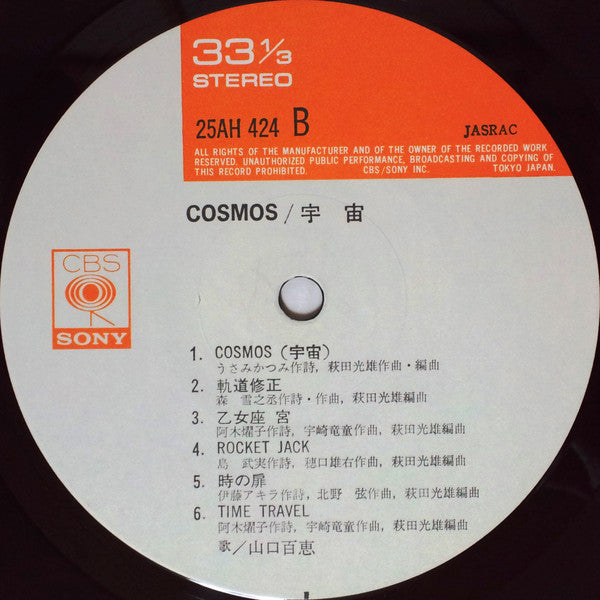 33 1/3
STEREO
25AH 424 B
JASRAC
ALL RIGHTS OF THE MANUFACTURER AND OF THE OWNER OF THE RECORDED WORK
RESERVED. UNAUTHORIZED PUBLIC PERFORMANCE, BROADCASTING AND COPYING OF
THIS RECORD PROHIBITED. CBS/SONY INC. TOKYO JAPAN.
COSMOS/宇 宙
CBS
SONY
1. COSMOS(宇宙)
うさみかつみ作詩, 萩田光雄作曲・編曲
2. 軌道修正
森 雪之丞作詩・作曲, 萩田光雄編曲
3. 乙女座 宮
阿木燿子作詩, 宇崎竜童作曲, 萩田光雄編曲
4. ROCKET JACK
島 武実作詩, 穂口雄右作曲, 萩田光雄編曲
5. 時の扉
伊藤アキラ作詩, 北野 弦作曲, 萩田光雄編曲
6. TIME TRAVEL
阿木燿子作詩, 宇崎竜童作曲, 萩田光雄編曲
歌/山口百恵